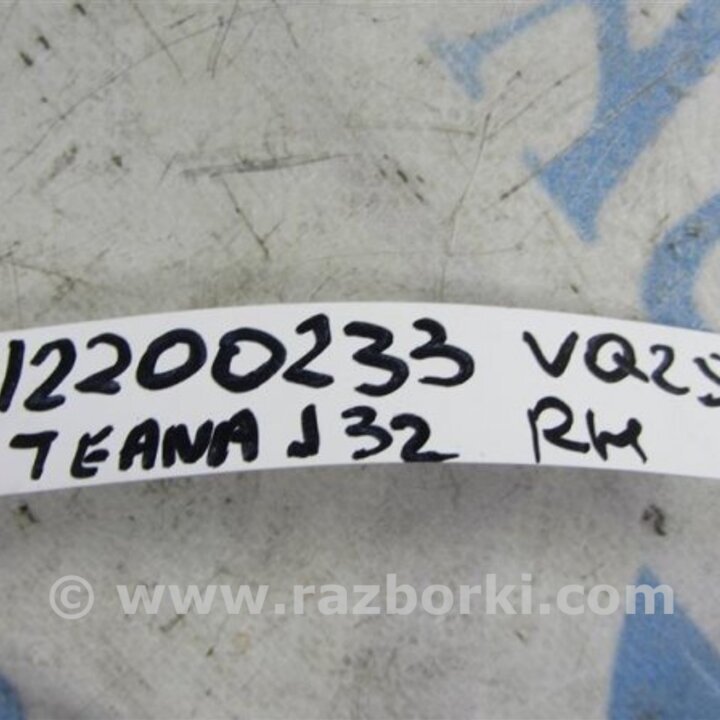 12200233 VQ25
TEANA J32 RH
© www.razborki.com